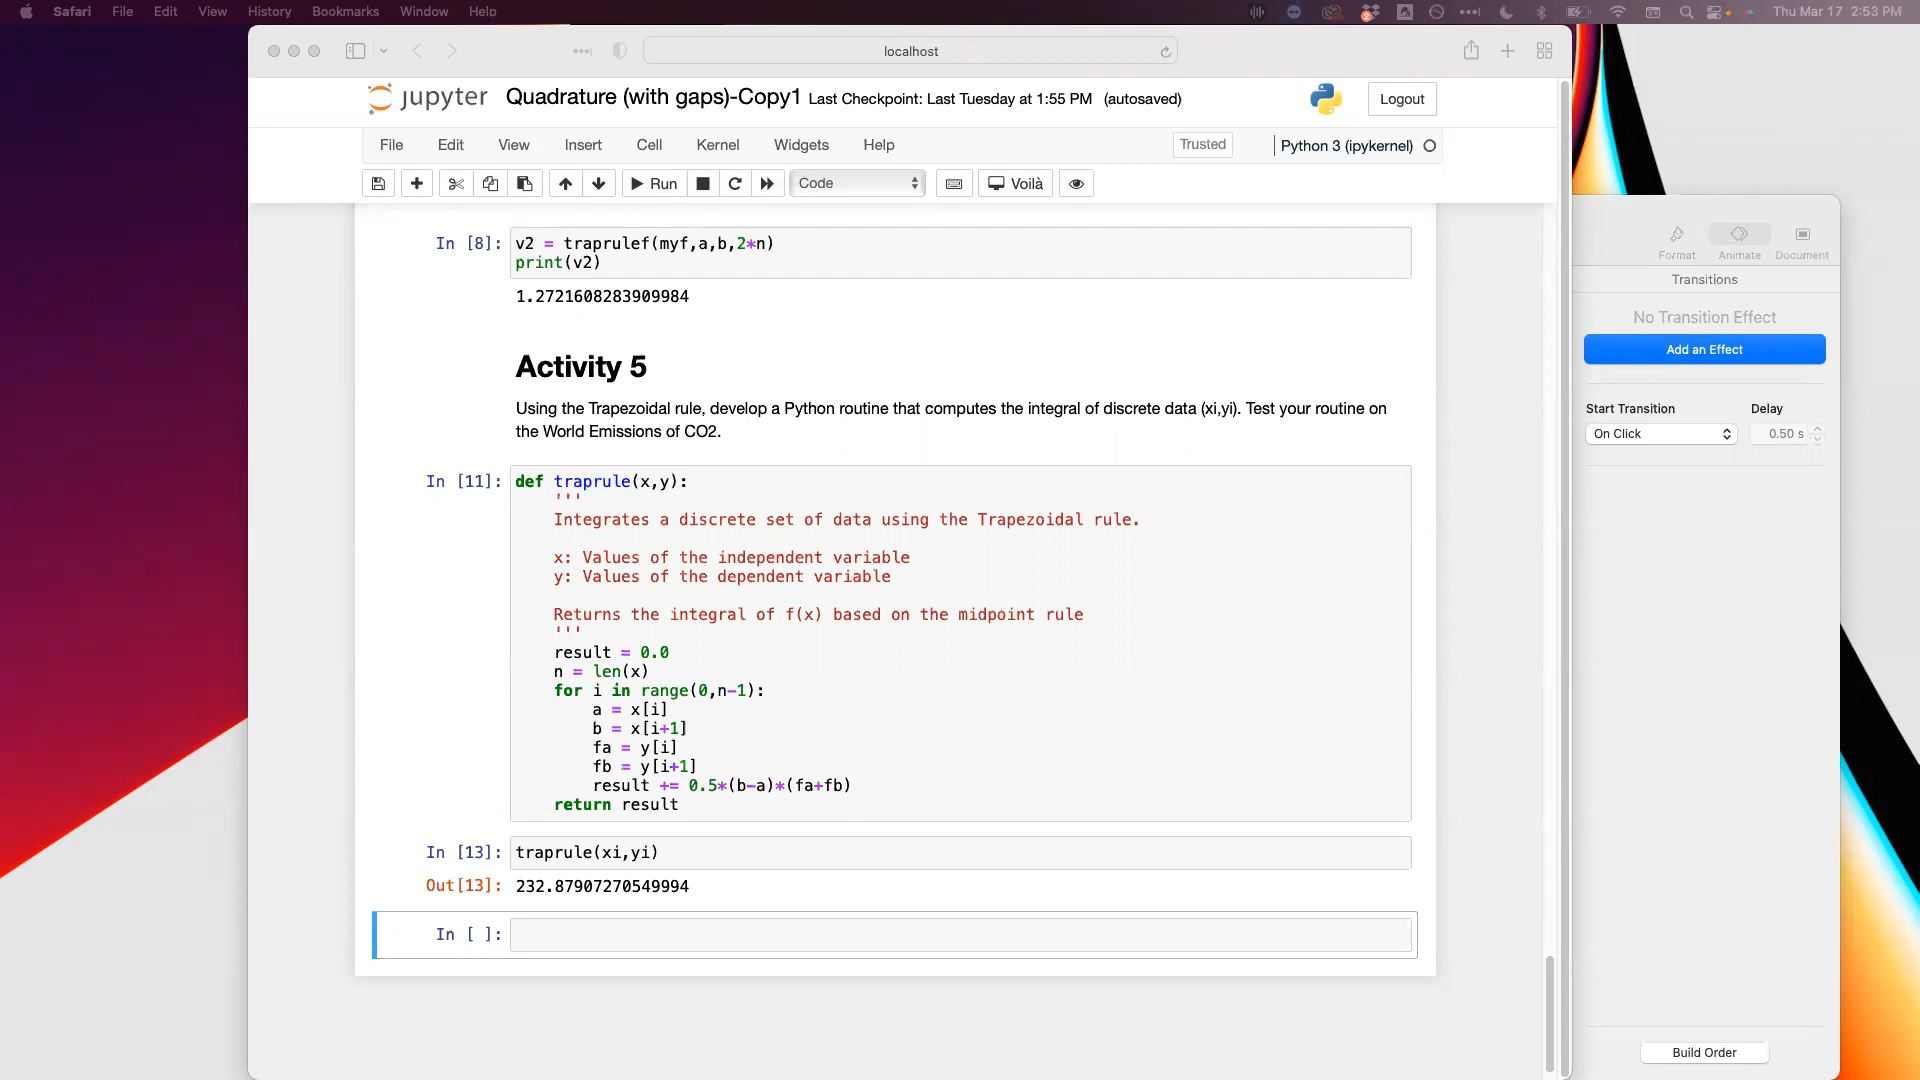 Safari File Edit View History Bookmarks Window Help
Thu Mar 17 2:53 PM
localhost
jupyter Quadrature (with gaps)-Copy1 Last Checkpoint: Last Tuesday at 1:55 PM (autosaved)
Logout
File Edit View Insert Cell Kernel Widgets Help
Trusted
Python 3 (ipykernel)
Run
Code
Voilà
In [8]: v2 = traprulef(myf,a,b,2*n)
print(v2)
1.2721608283909984
Activity 5
Using the Trapezoidal rule, develop a Python routine that computes the integral of discrete data (xi,yi). Test your routine on
the World Emissions of CO2.
In [11]: def traprule(x,y):
'''
Integrates a discrete set of data using the Trapezoidal rule.
x: Values of the independent variable
y: Values of the dependent variable
Returns the integral of f(x) based on the midpoint rule
'''
result = 0.0
n = len(x)
for i in range(0,n-1):
a = x[i]
b = x[i+1]
fa = y[i]
fb = y[i+1]
result += 0.5*(b-a)*(fa+fb)
return result
In [13]: traprule(xi,yi)
Out[13]: 232.87907270549994
In [ ]:
Format Animate Document
Transitions
No Transition Effect
Add an Effect
Start Transition Delay
On Click 0.50 s
Build Order